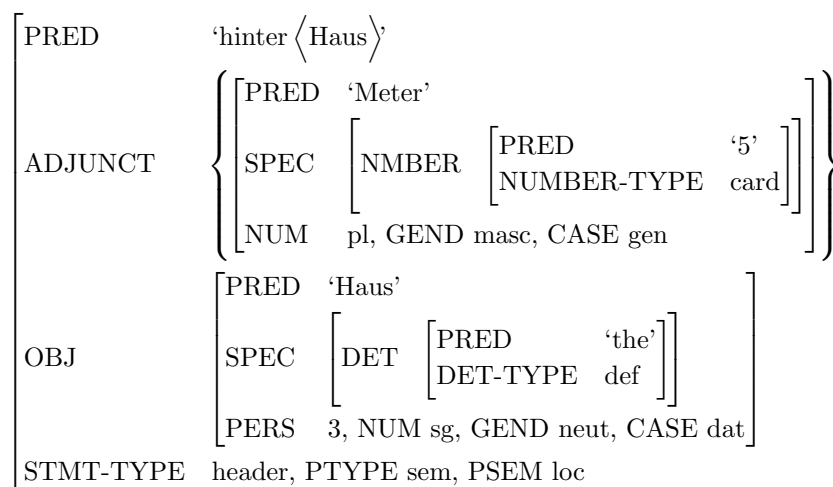 PRED ‘hinter⟨Haus⟩’
PRED ‘Meter’
ADJUNCT SPEC NMBER PRED ‘5’
NUMBER-TYPE card
NUM pl, GEND masc, CASE gen
PRED ‘Haus’
OBJ SPEC DET PRED ‘the’
DET-TYPE def
PERS 3, NUM sg, GEND neut, CASE dat
STMT-TYPE header, PTYPE sem, PSEM loc